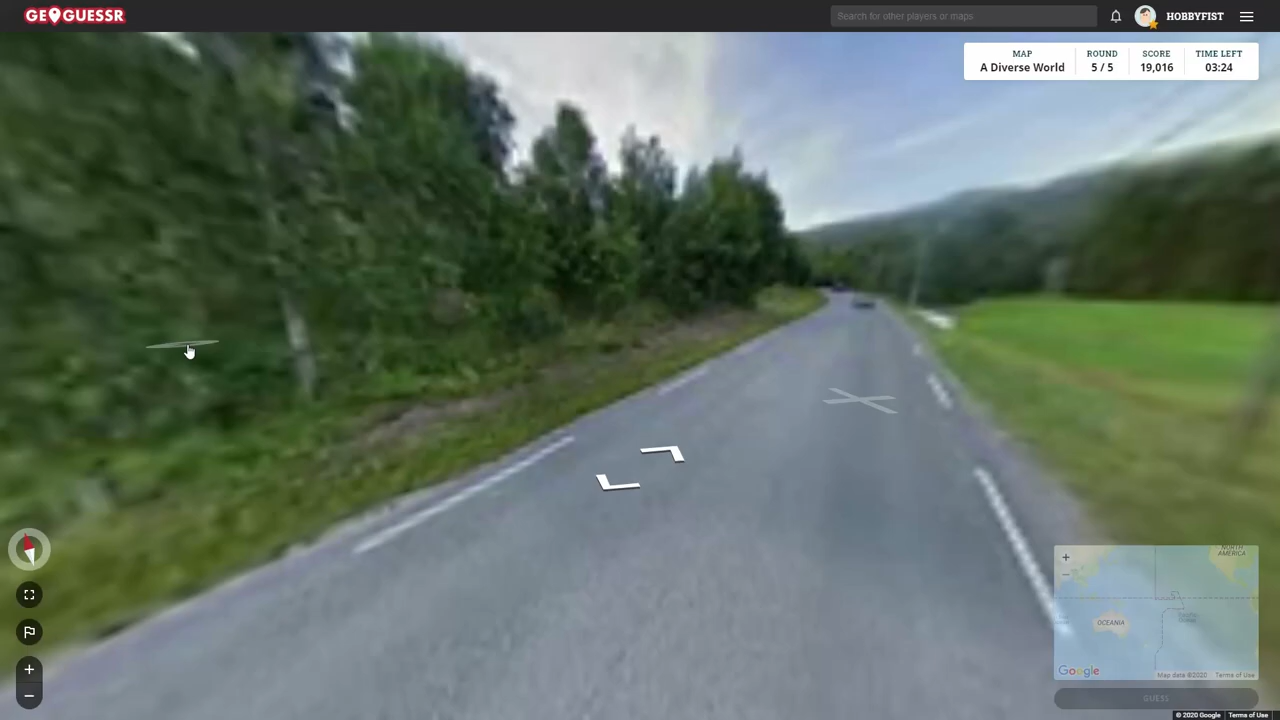 GEOGUESSR
Search for other players or maps
HOBBYFIST
MAP
A Diverse World
ROUND
5 / 5
SCORE
19,016
TIME LEFT
03:24
+
−
NORTH
AMERICA
OCEANIA
Google
Map data ©2020
Terms of Use
GUESS
+
−
© 2020 Google
Terms of Use